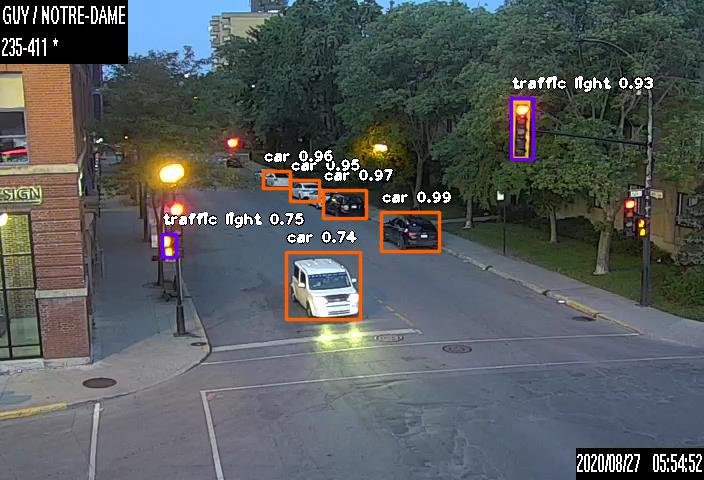 GUY / NOTRE-DAME
235-411 *
traffic light 0.93
car 0.96
car 0.95
car 0.97
car 0.99
ESIGN
traffic light 0.75
car 0.74
2020/08/27 05:54:52